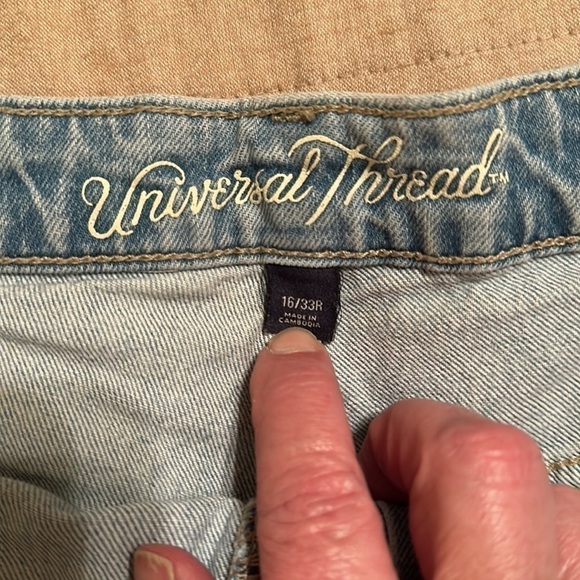 Universal Thread™
16/33R
MADE IN
CAMBODIA